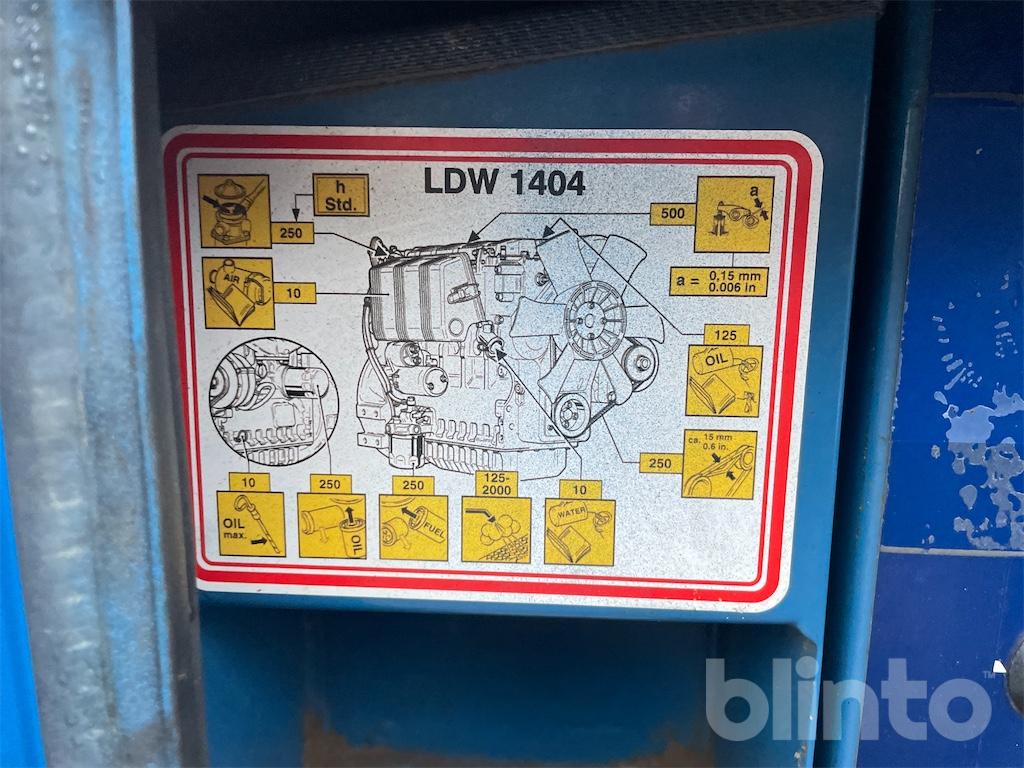 LDW 1404
h
Std.
250
AIR
10
500
a
a = 0,15 mm
0.006 in
125
OIL
ca. 15 mm
0.6 in.
250
10
OIL
max.
250
OIL
250
FUEL
125-
2000
10
WATER
blinto™